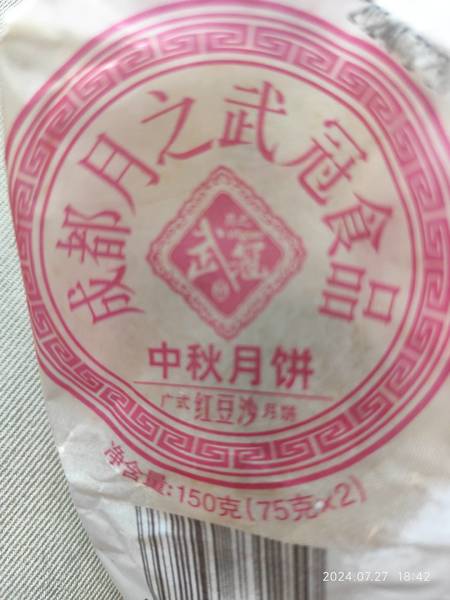 成都月之武冠食品
武冠
中秋月饼
广式红豆沙月饼
净含量:150克(75克×2)
2024.07.27 18:42